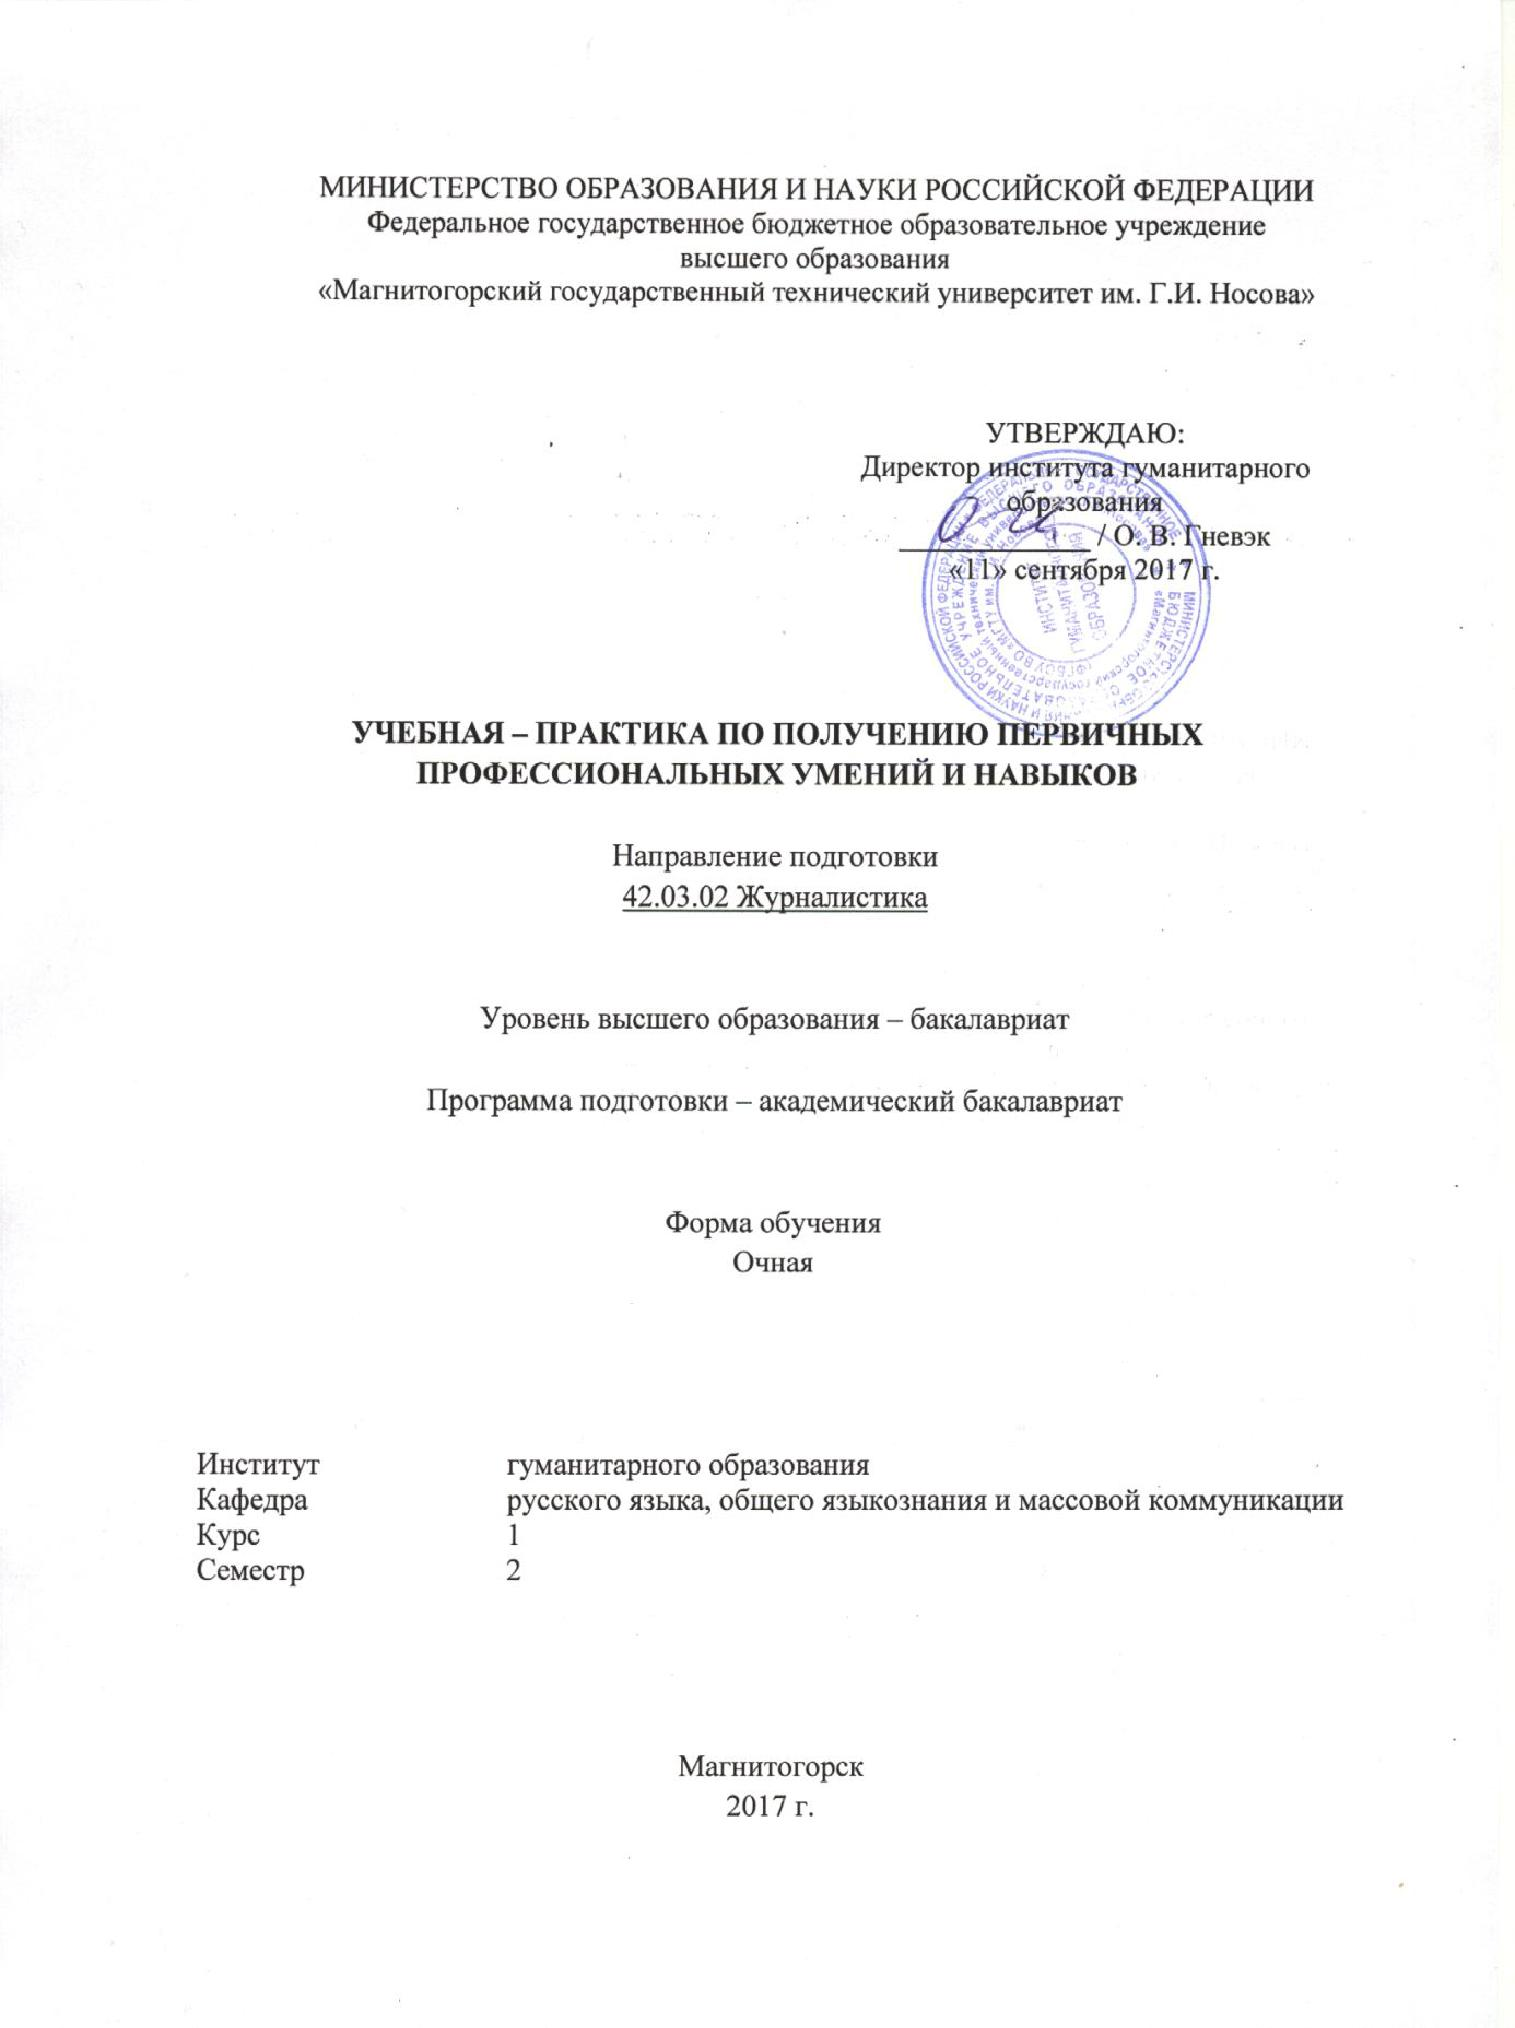 МИНИСТЕРСТВО ОБРАЗОВАНИЯ И НАУКИ РОССИЙСКОЙ ФЕДЕРАЦИИ
Федеральное государственное бюджетное образовательное учреждение
высшего образования
«Магнитогорский государственный технический университет им. Г.И. Носова»
УТВЕРЖДАЮ:
Директор института гуманитарного
образования
/ О. В. Гневэк
«11» сентября 2017 г.
ИНСТИТУТ
ГУМАНИТАРНОГО
ОБРАЗОВАНИЯ
УЧЕБНАЯ – ПРАКТИКА ПО ПОЛУЧЕНИЮ ПЕРВИЧНЫХ
ПРОФЕССИОНАЛЬНЫХ УМЕНИЙ И НАВЫКОВ
Направление подготовки
42.03.02 Журналистика
Уровень высшего образования – бакалавриат
Программа подготовки – академический бакалавриат
Форма обучения
Очная
Институт гуманитарного образования
Кафедра русского языка, общего языкознания и массовой коммуникации
Курс 1
Семестр 2
Магнитогорск
2017 г.